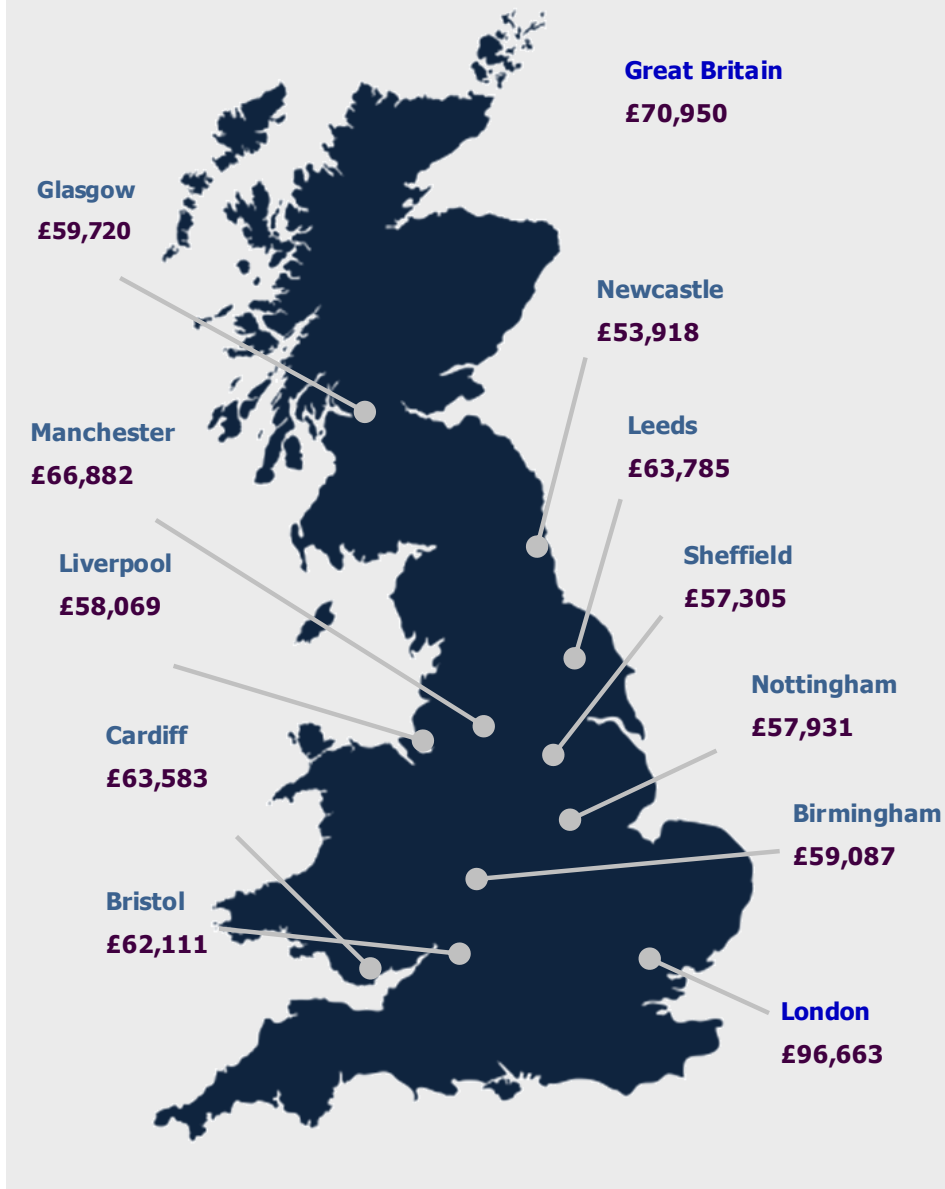 Great Britain
£70,950
Glasgow
£59,720
Newcastle
£53,918
Leeds
£63,785
Manchester
£66,882
Sheffield
£57,305
Liverpool
£58,069
Nottingham
£57,931
Cardiff
£63,583
Birmingham
£59,087
Bristol
£62,111
London
£96,663